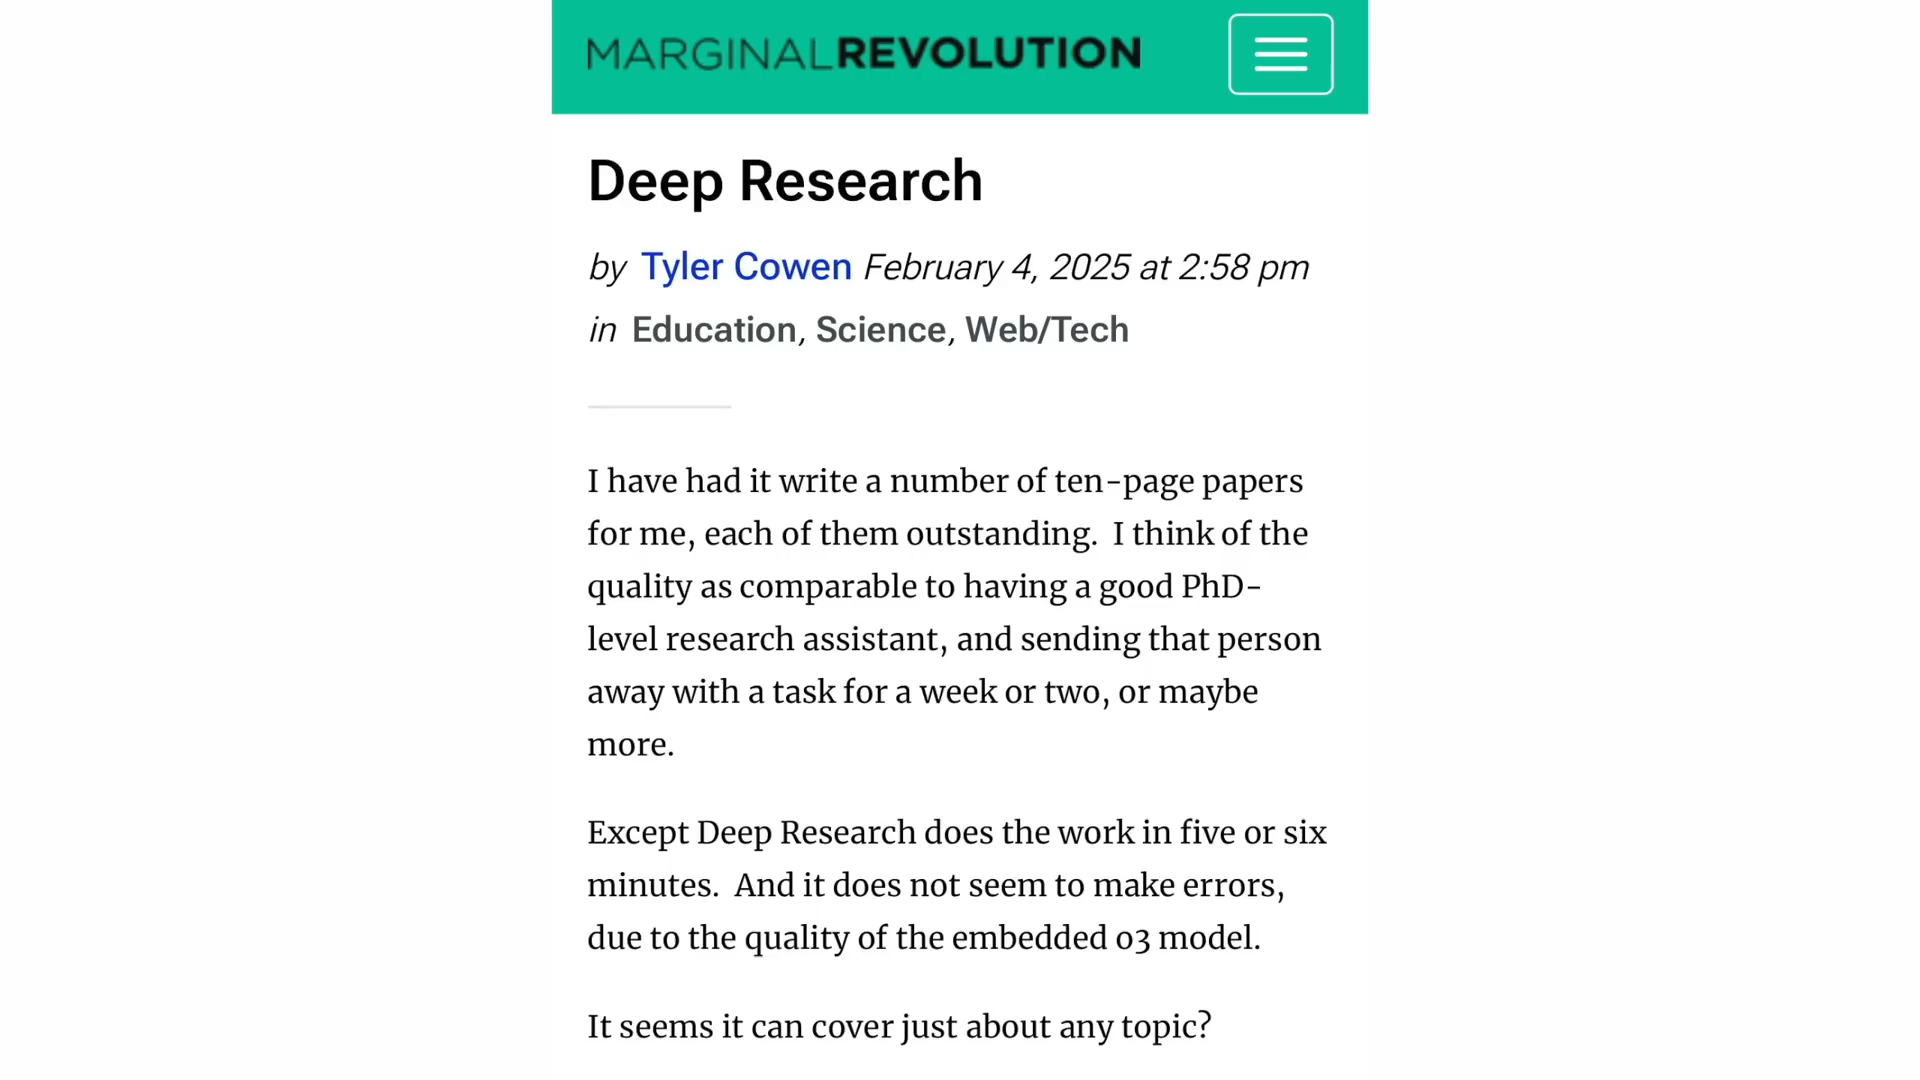 MARGINALREVOLUTION
Deep Research
by Tyler Cowen February 4, 2025 at 2:58 pm
in Education, Science, Web/Tech
I have had it write a number of ten-page papers
for me, each of them outstanding.  I think of the
quality as comparable to having a good PhD-
level research assistant, and sending that person
away with a task for a week or two, or maybe
more.
Except Deep Research does the work in five or six
minutes.  And it does not seem to make errors,
due to the quality of the embedded o3 model.
It seems it can cover just about any topic?